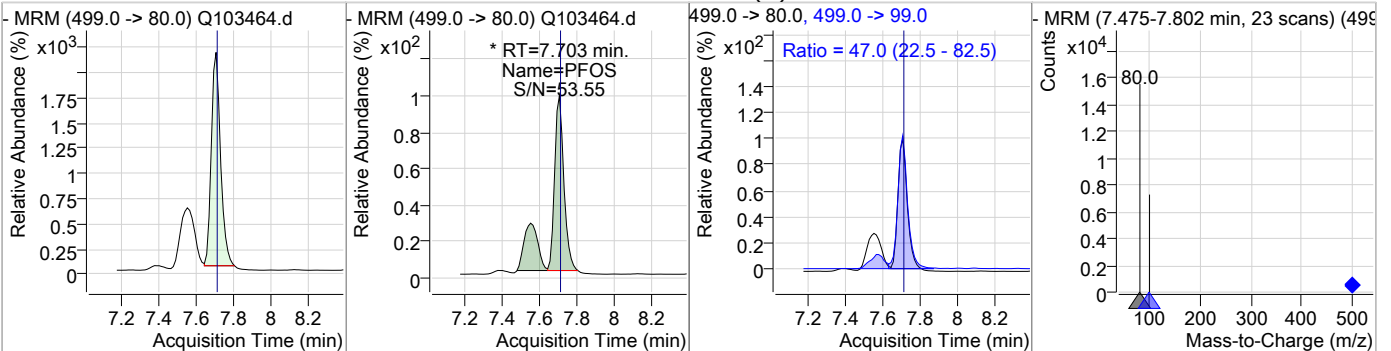 - MRM (499.0 -> 80.0) Q103464.d
x10³
Relative Abundance (%)
1.75
1.5
1.25
1
0.75
0.5
0.25
0
7.2 7.4 7.6 7.8 8 8.2
Acquisition Time (min)
- MRM (499.0 -> 80.0) Q103464.d
x10²
* RT=7.703 min.
Name=PFOS
S/N=53.55
Relative Abundance (%)
1
0.8
0.6
0.4
0.2
0
7.2 7.4 7.6 7.8 8 8.2
Acquisition Time (min)
499.0 -> 80.0, 499.0 -> 99.0
x10²
Ratio = 47.0 (22.5 - 82.5)
Relative Abundance (%)
1.4
1.2
1
0.8
0.6
0.4
0.2
0
7.2 7.4 7.6 7.8 8 8.2
Acquisition Time (min)
- MRM (7.475-7.802 min, 23 scans) (499
Counts
x10⁴
80.0
1.6
1.4
1.2
1
0.8
0.6
0.4
0.2
0
100 200 300 400 500
Mass-to-Charge (m/z)